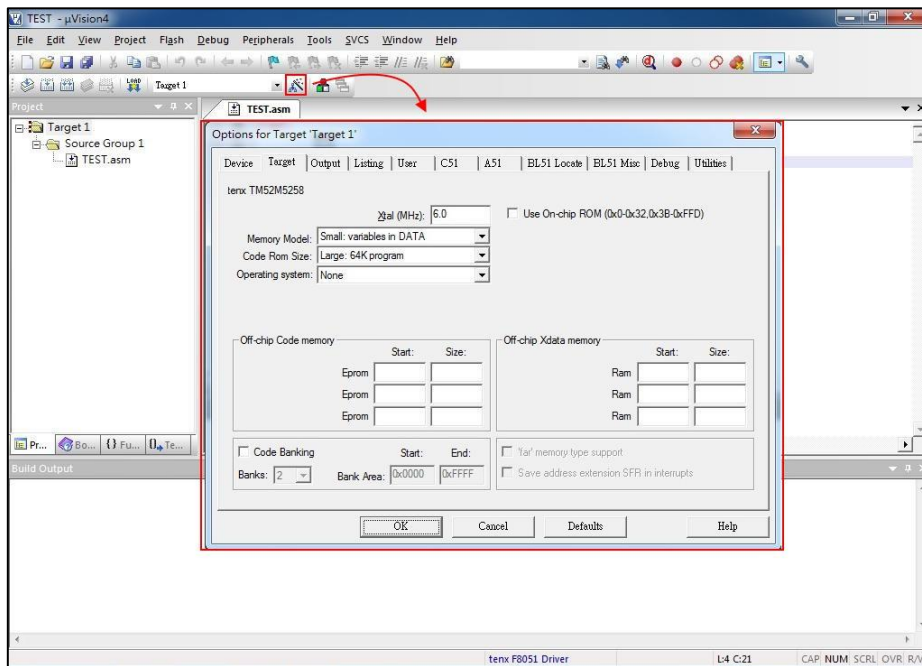 TEST - µVision4
File Edit View Project Flash Debug Peripherals Tools SVCS Window Help
LOAD Target 1
Project
TEST.asm
Target 1
Source Group 1
TEST.asm
Options for Target 'Target 1'
Device Target Output Listing User C51 A51 BL51 Locate BL51 Misc Debug Utilities
tenx TM52M5258
Xtal (MHz): 6.0 Use On-chip ROM (0x0-0x32,0x3B-0xFFD)
Memory Model: Small: variables in DATA
Code Rom Size: Large: 64K program
Operating system: None
Off-chip Code memory
Start: Size:
Eprom
Eprom
Eprom
Off-chip Xdata memory
Start: Size:
Ram
Ram
Ram
Code Banking Start: End:
Banks: 2 Bank Area: 0x0000 0xFFFF
'far' memory type support
Save address extension SFR in interrupts
OK Cancel Defaults Help
Pr... Bo... {} Fu... 0 Te...
Build Output
tenx F8051 Driver L:4 C:21 CAP NUM SCRL OVR R/W